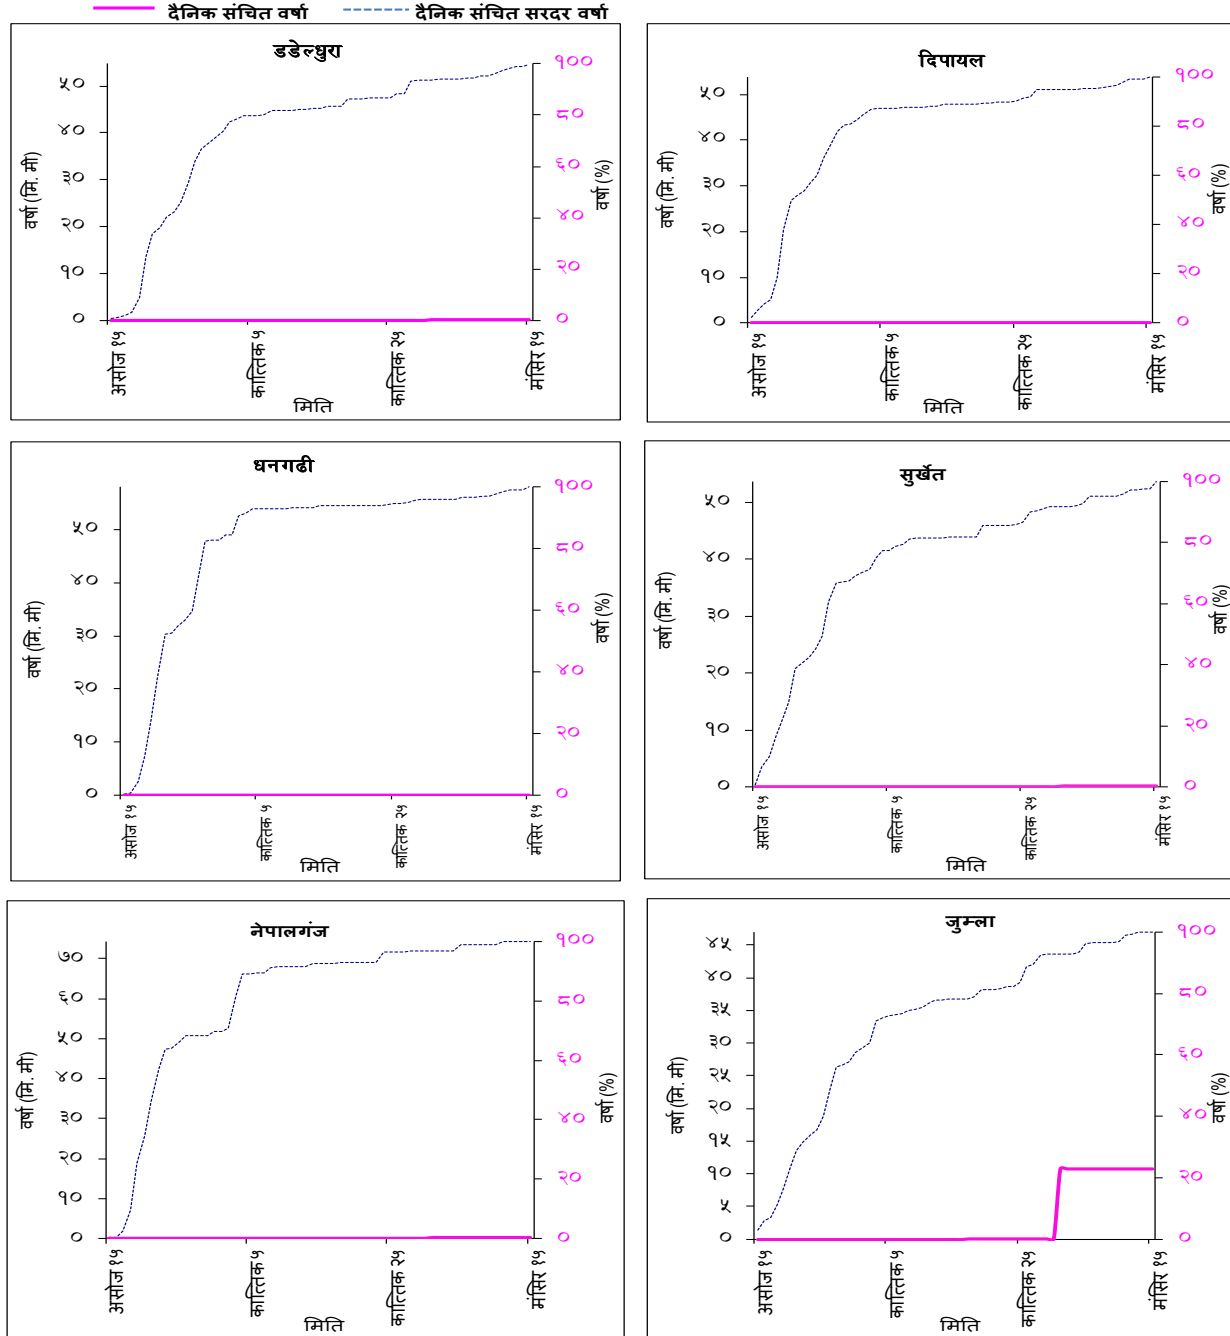 दैनिक संचित वर्षा दैनिक संचित सरदर वर्षा
डडेल्धुरा
वर्षा (मि. मी)
५०
४०
३०
२०
१०
०
१००
८०
६०
४०
२०
०
वर्षा (%)
असोज १५
कात्तिक ५
कात्तिक २५
मंसिर १५
मिति
दिपायल
वर्षा (मि. मी)
५०
४०
३०
२०
१०
०
१००
८०
६०
४०
२०
०
वर्षा (%)
असोज १५
कात्तिक ५
कात्तिक २५
मंसिर १५
मिति
धनगढी
वर्षा (मि. मी)
५०
४०
३०
२०
१०
०
१००
८०
६०
४०
२०
०
वर्षा (%)
असोज १५
कात्तिक ५
कात्तिक २५
मंसिर १५
मिति
सुर्खेत
वर्षा (मि. मी)
५०
४०
३०
२०
१०
०
१००
८०
६०
४०
२०
०
वर्षा (%)
असोज १५
कात्तिक ५
कात्तिक २५
मंसिर १५
मिति
नेपालगंज
वर्षा (मि. मी)
७०
६०
५०
४०
३०
२०
१०
०
१००
८०
६०
४०
२०
०
वर्षा (%)
असोज १५
कात्तिक ५
कात्तिक २५
मंसिर १५
मिति
जुम्ला
वर्षा (मि. मी)
४५
४०
३५
३०
२५
२०
१५
१०
५
०
१००
८०
६०
४०
२०
०
वर्षा (%)
असोज १५
कात्तिक ५
कात्तिक २५
मंसिर १५
मिति